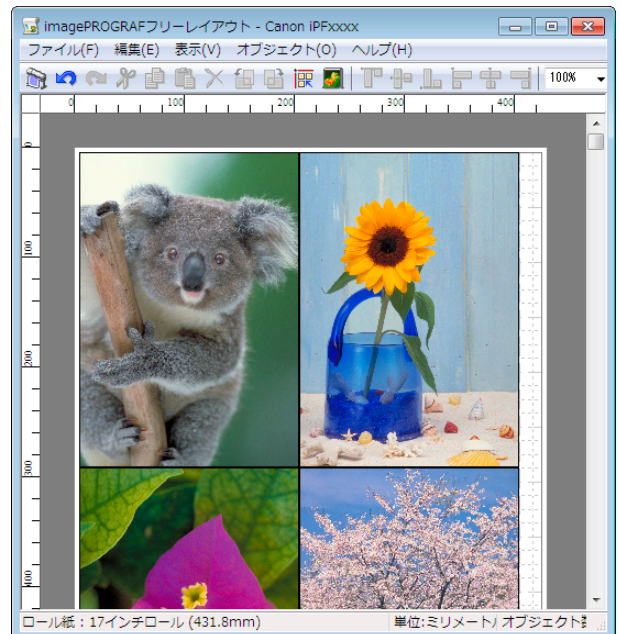 imagePROGRAFフリーレイアウト - Canon iPFxxxx
ファイル(F) 編集(E) 表示(V) オブジェクト(O) ヘルプ(H)
100%
0 100 200 300 400
0
100
200
300
400
ロール紙：17インチロール (431.8mm) 単位:ミリメートル オブジェクト